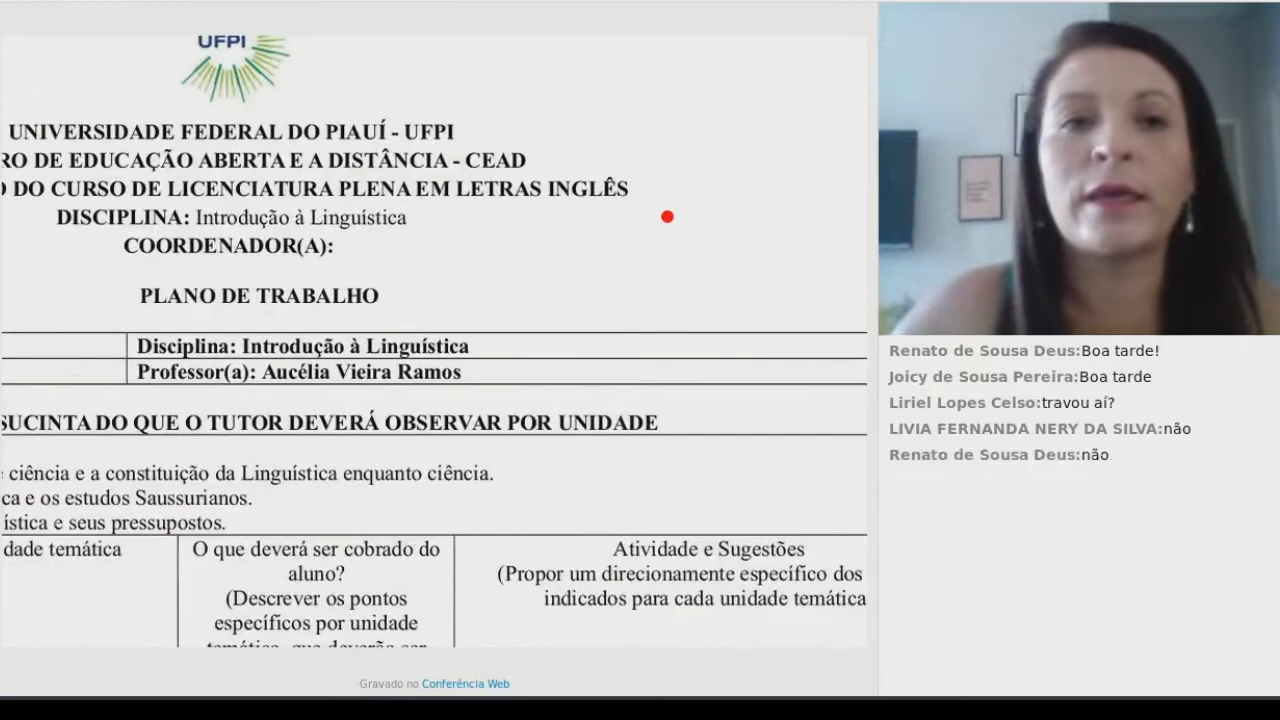 UFPI
UNIVERSIDADE FEDERAL DO PIAUÍ - UFPI
RO DE EDUCAÇÃO ABERTA E A DISTÂNCIA - CEAD
DO CURSO DE LICENCIATURA PLENA EM LETRAS INGLÊS
DISCIPLINA: Introdução à Linguística
COORDENADOR(A):
PLANO DE TRABALHO
Disciplina: Introdução à Linguística
Professor(a): Aucélia Vieira Ramos
SUCINTA DO QUE O TUTOR DEVERÁ OBSERVAR POR UNIDADE
ciência e a constituição da Linguística enquanto ciência.
ca e os estudos Saussurianos.
ística e seus pressupostos.
dade temática
O que deverá ser cobrado do
aluno?
(Descrever os pontos
específicos por unidade
temática, que deverão ser
Atividade e Sugestões
(Propor um direcionamente específico dos
indicados para cada unidade temática
Renato de Sousa Deus:Boa tarde!
Joicy de Sousa Pereira:Boa tarde
Liriel Lopes Celso:travou aí?
LIVIA FERNANDA NERY DA SILVA:não
Renato de Sousa Deus:não
Gravado no Conferência Web